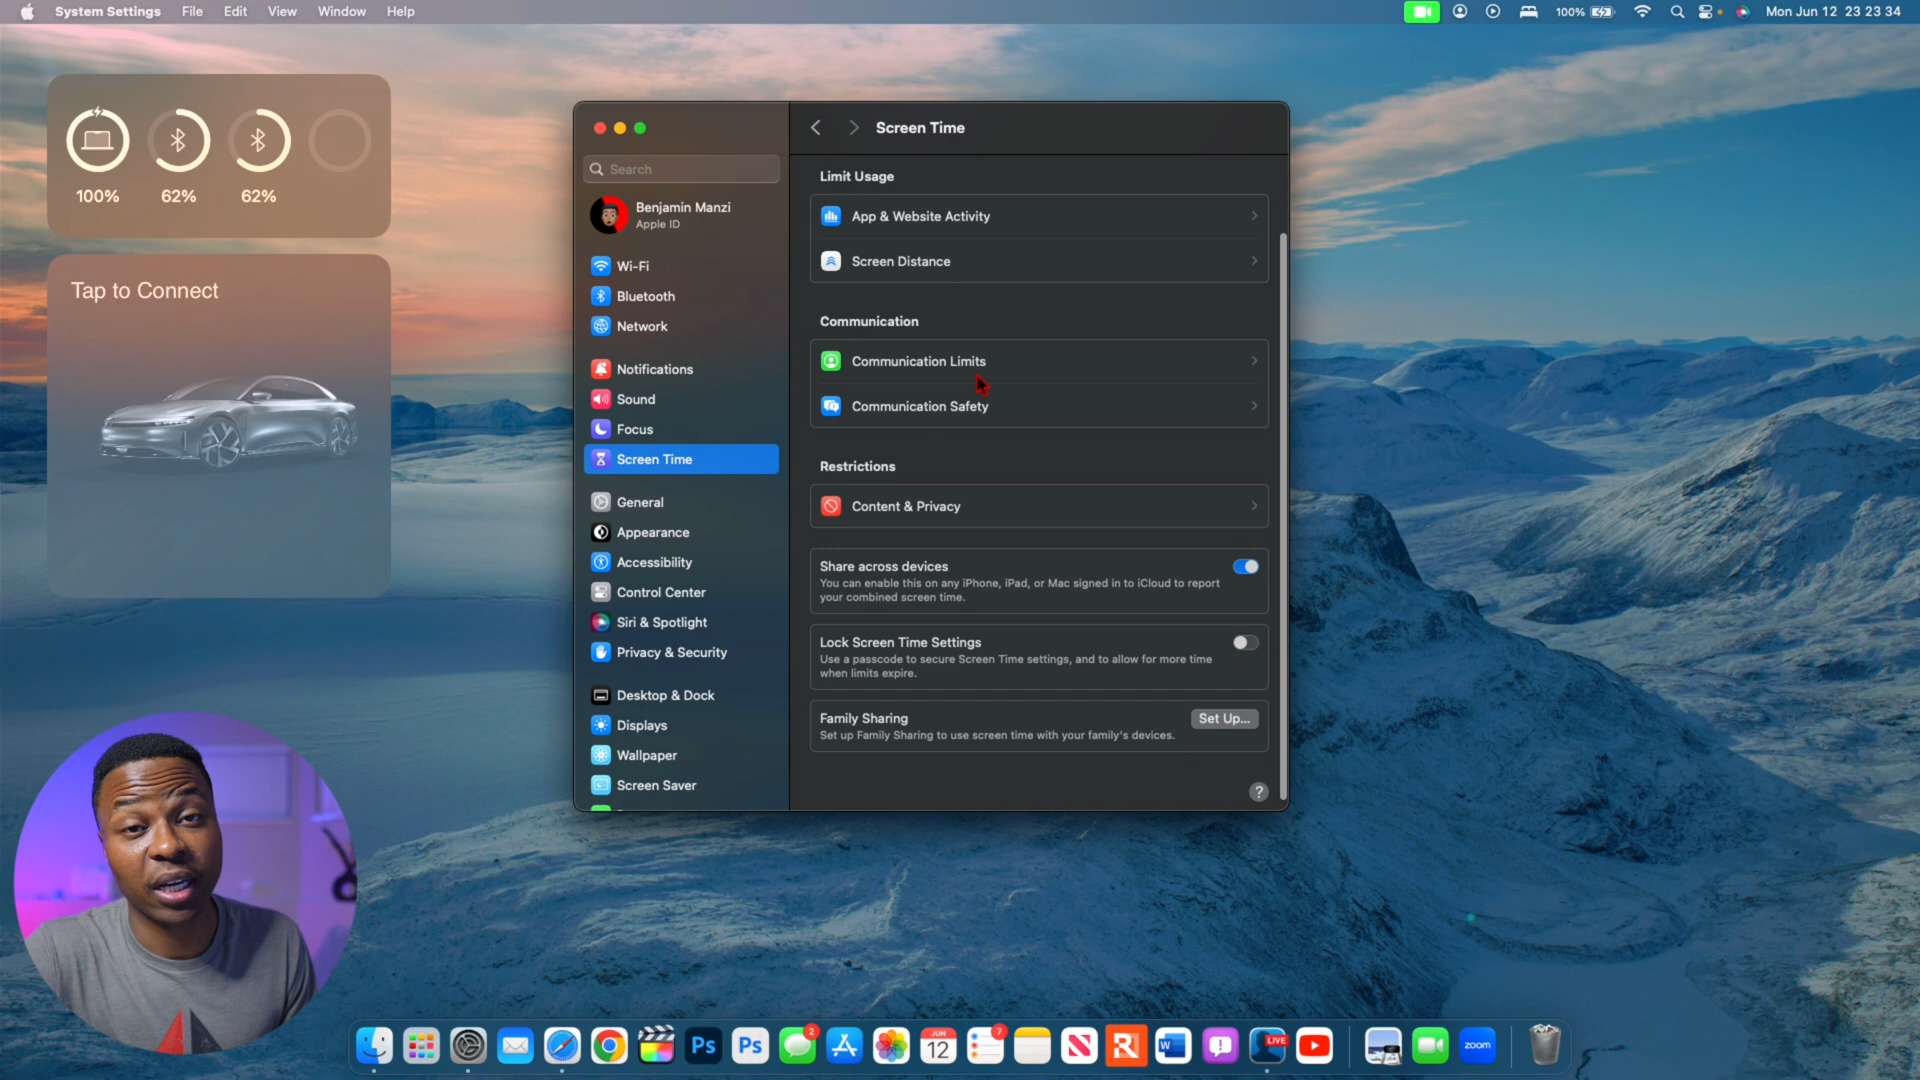 System Settings File Edit View Window Help
100% Mon Jun 12 23 23 34
100% 62% 62%
Tap to Connect
Search
Benjamin Manzi
Apple ID
Wi-Fi
Bluetooth
Network
Notifications
Sound
Focus
Screen Time
General
Appearance
Accessibility
Control Center
Siri & Spotlight
Privacy & Security
Desktop & Dock
Displays
Wallpaper
Screen Saver
Screen Time
Limit Usage
App & Website Activity
Screen Distance
Communication
Communication Limits
Communication Safety
Restrictions
Content & Privacy
Share across devices
You can enable this on any iPhone, iPad, or Mac signed in to iCloud to report
your combined screen time.
Lock Screen Time Settings
Use a passcode to secure Screen Time settings, and to allow for more time
when limits expire.
Family Sharing
Set Up...
Set up Family Sharing to use screen time with your family's devices.
?
Ps Ps 2 JUN 12 7 W LIVE zoom